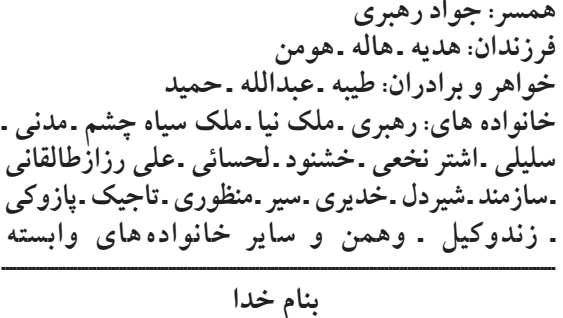 همسر: جواد رهبری
فرزندان: هدیه ـ هاله ـ هومن
خواهر و برادران: طیبه ـ عبدالله ـ حمید
خانواده های: رهبری ـ ملک نیا ـ ملک سیاه چشم ـ مدنی ـ
سلیلی ـ اشتر نخعی ـ خشنود ـ لحسائی ـ علی رزازطالقانی
ـ سازمند ـ شیردل ـ خدیری ـ سیر ـ منظوری ـ تاجیک ـ پازوکی
ـ زندوکیل ـ وهمن و سایر خانواده‌های وابسته
بنام خدا